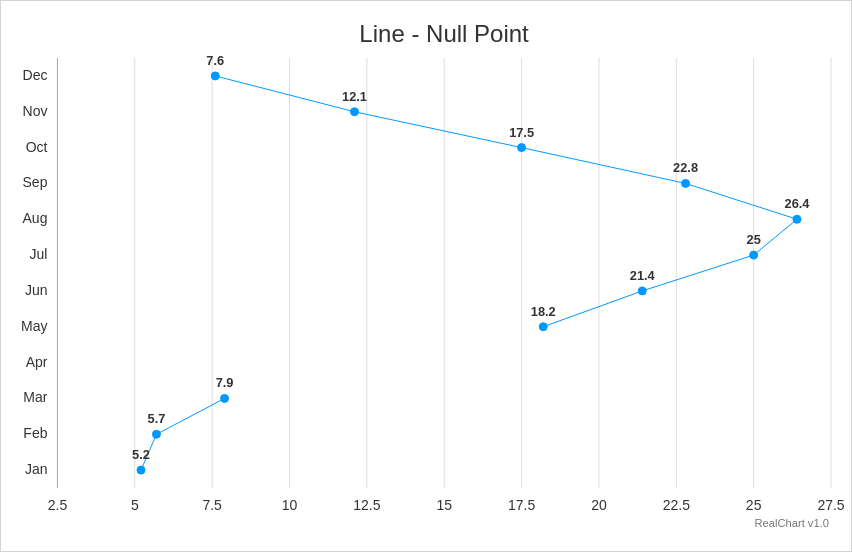 Line - Null Point
Dec
7.6
Nov
12.1
Oct
17.5
Sep
22.8
Aug
26.4
Jul
25
Jun
21.4
May
18.2
Apr
Mar
7.9
Feb
5.7
Jan
5.2
2.5 5 7.5 10 12.5 15 17.5 20 22.5 25 27.5
RealChart v1.0